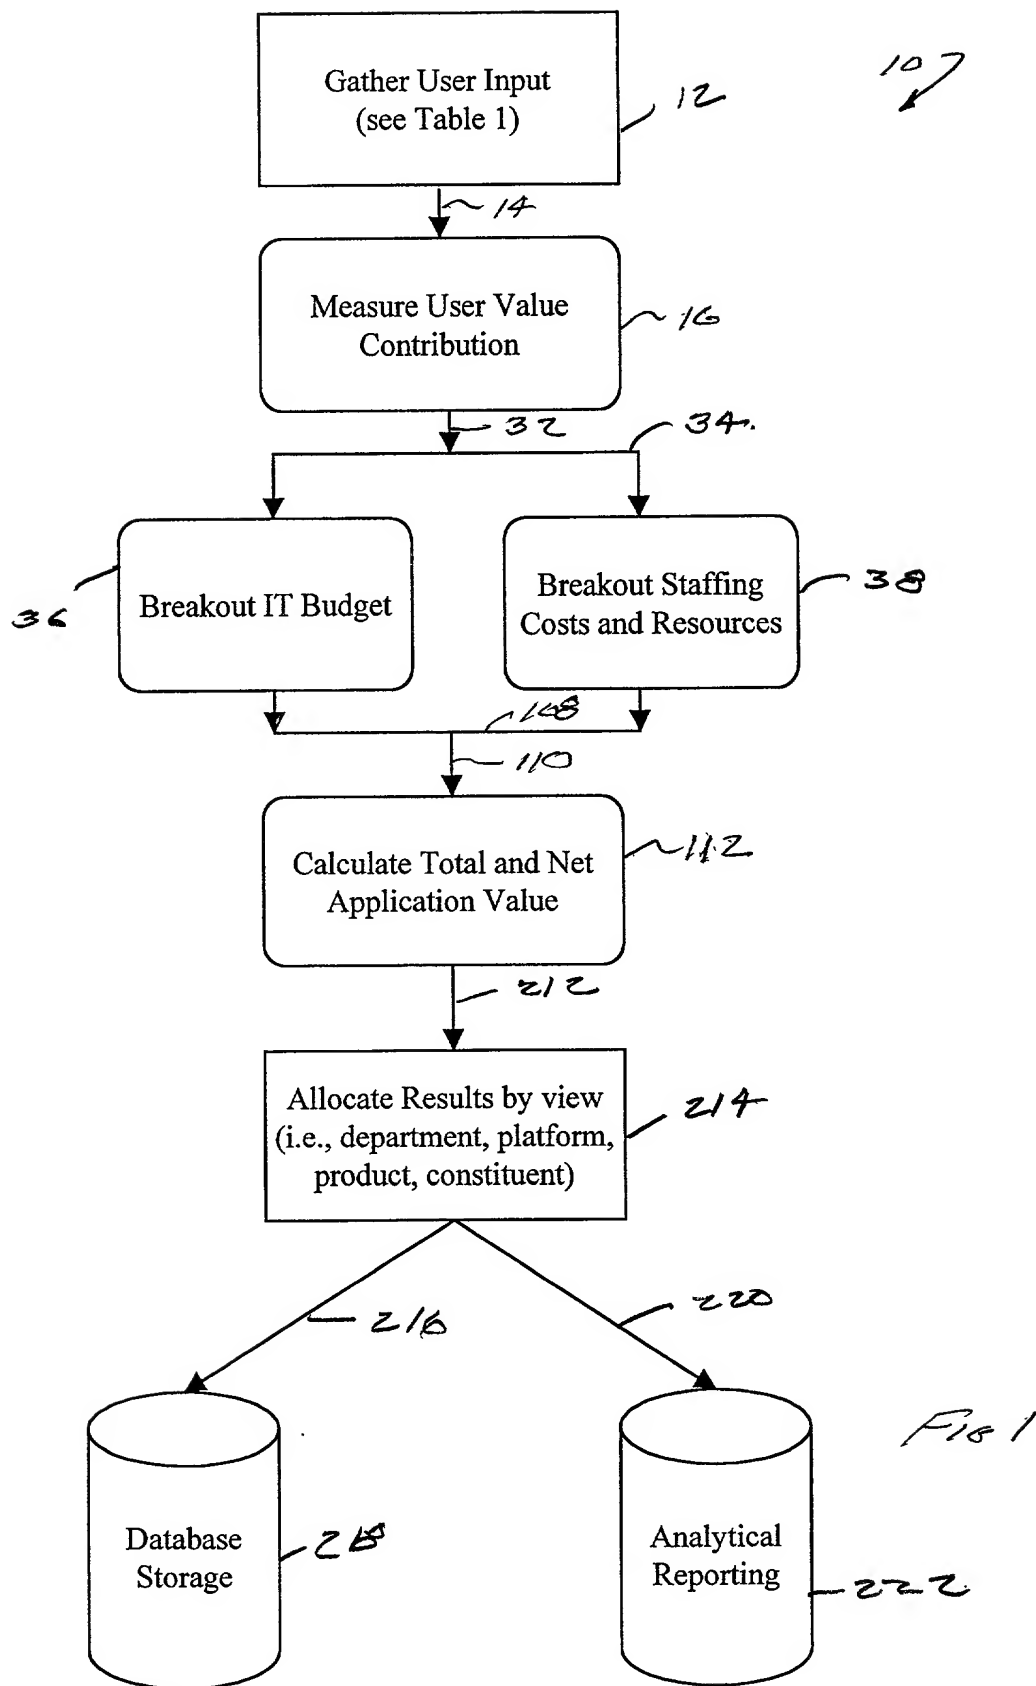 Gather User Input
(see Table 1)
12
10
14
Measure User Value
Contribution
16
32
34.
Breakout IT Budget
36
Breakout Staffing
Costs and Resources
38
108
110
Calculate Total and Net
Application Value
112
212
Allocate Results by view
(i.e., department, platform,
product, constituent)
214
216
220
Database
Storage
218
Analytical
Reporting
222
Fig 1